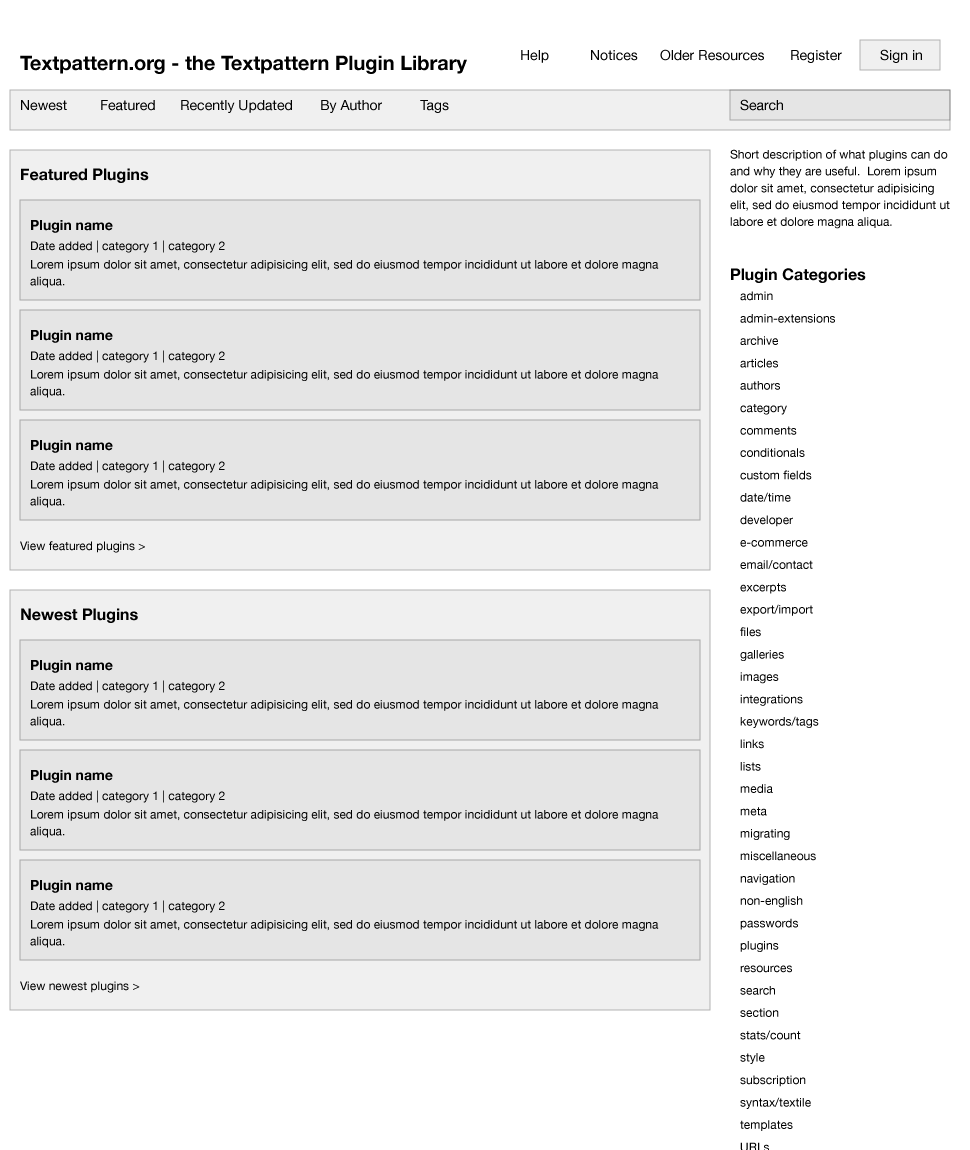 Textpattern.org - the Textpattern Plugin Library
Help
Notices
Older Resources
Register
Sign in
Newest
Featured
Recently Updated
By Author
Tags
Search
Featured Plugins
Plugin name
Date added | category 1 | category 2
Lorem ipsum dolor sit amet, consectetur adipisicing elit, sed do eiusmod tempor incididunt ut labore et dolore magna
aliqua.
Plugin name
Date added | category 1 | category 2
Lorem ipsum dolor sit amet, consectetur adipisicing elit, sed do eiusmod tempor incididunt ut labore et dolore magna
aliqua.
Plugin name
Date added | category 1 | category 2
Lorem ipsum dolor sit amet, consectetur adipisicing elit, sed do eiusmod tempor incididunt ut labore et dolore magna
aliqua.
View featured plugins >
Newest Plugins
Plugin name
Date added | category 1 | category 2
Lorem ipsum dolor sit amet, consectetur adipisicing elit, sed do eiusmod tempor incididunt ut labore et dolore magna
aliqua.
Plugin name
Date added | category 1 | category 2
Lorem ipsum dolor sit amet, consectetur adipisicing elit, sed do eiusmod tempor incididunt ut labore et dolore magna
aliqua.
Plugin name
Date added | category 1 | category 2
Lorem ipsum dolor sit amet, consectetur adipisicing elit, sed do eiusmod tempor incididunt ut labore et dolore magna
aliqua.
View newest plugins >
Short description of what plugins can do
and why they are useful.  Lorem ipsum
dolor sit amet, consectetur adipisicing
elit, sed do eiusmod tempor incididunt ut
labore et dolore magna aliqua.
Plugin Categories
admin
admin-extensions
archive
articles
authors
category
comments
conditionals
custom fields
date/time
developer
e-commerce
email/contact
excerpts
export/import
files
galleries
images
integrations
keywords/tags
links
lists
media
meta
migrating
miscellaneous
navigation
non-english
passwords
plugins
resources
search
section
stats/count
style
subscription
syntax/textile
templates
URLs